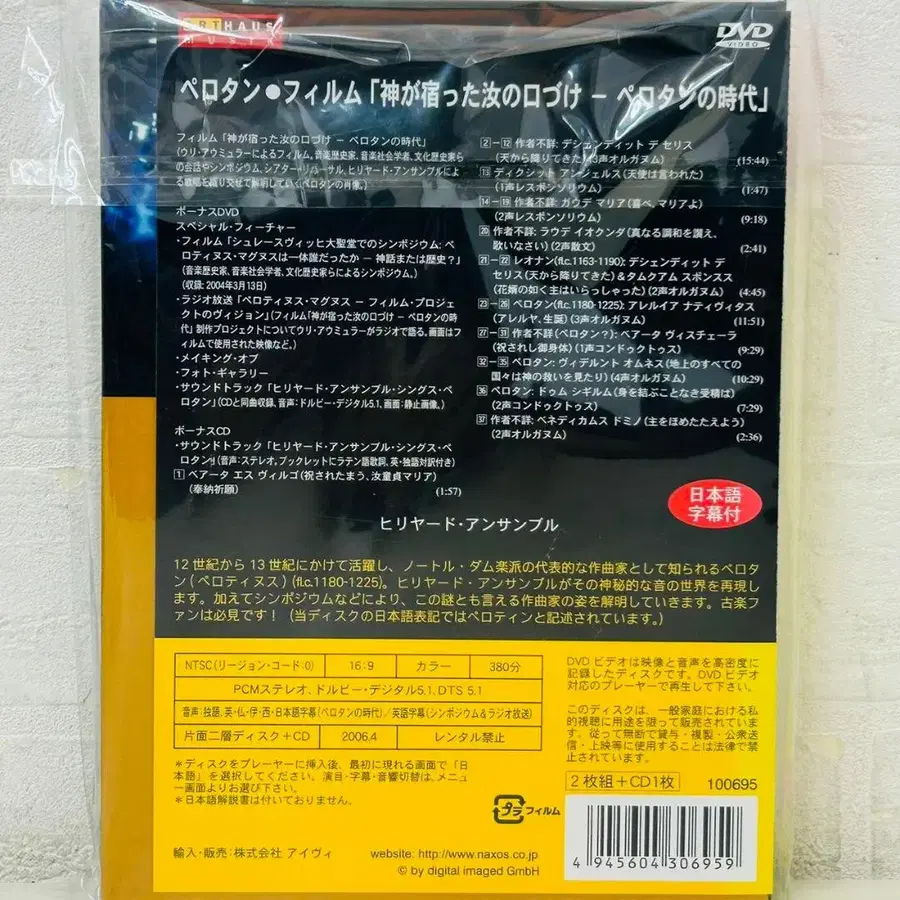 ARTHAUS
MUSIK
DVD
VIDEO
ペロタン●フィルム「神が宿った汝の口づけ － ペロタンの時代」
フィルム「神が宿った汝の口づけ － ペロタンの時代」
(ウリ・アウミュラーによるフィルム。音楽歴史家、音楽社会学者、文化歴史家ら
の会話やシンポジウム、シアター・リハーサル、ヒリヤード・アンサンブルによ
る歌唱を織り交ぜて解明していくペロタンの肖像。)
ボーナスDVD
スペシャル・フィーチャー
・フィルム「シュレースヴィッヒ大聖堂でのシンポジウム: ペ
ロティヌス・マグヌスは一体誰だったか － 神話または歴史？」
(音楽歴史家、音楽社会学者、文化歴史家らによるシンポジウム。)
(収録: 2004年3月13日)
・ラジオ放送「ペロティヌス・マグヌス － フィルム・プロジェ
クトのヴィジョン」(フィルム「神が宿った汝の口づけ － ペロタンの時
代」制作プロジェクトについてウリ・アウミュラーがラジオで語る。画面はフ
ィルムで使用された映像など。)
・メイキング・オブ
・フォト・ギャラリー
・サウンドトラック「ヒリヤード・アンサンブル・シングス・ペ
ロタン」(CDと同曲収録、音声: ドルビー・デジタル5.1、画面: 静止画像。)
ボーナスCD
・サウンドトラック「ヒリヤード・アンサンブル・シングス・ペ
ロタン」(音声: ステレオ、ブックレットにラテン語歌詞、英・独語対訳付き)
1 ベアータ エス ヴィルゴ(祝されたまう、汝童貞マリア)
(奉納祈願) (1:57)
2－12 作者不詳: デシェンディット デ セリス
(天から降りてきた)(3声オルガヌム) (15:44)
13 ディクシット アンジェルス(天使は言われた)
(1声レスポンソリウム) (1:47)
14－19 作者不詳: ガウデ マリア(喜べ、マリアよ)
(2声レスポンソリウム) (9:18)
20 作者不詳: ラウデ イオクンダ(真なる調和を讃え、
歌いなさい)(2声散文) (2:41)
21－22 レオナン(flc.1163-1190): デシェンディット デ
セリス(天から降りてきた)＆タムクアム スポンスス
(花婿の如く主はいらっしゃった)(2声オルガヌム) (4:45)
23－26 ペロタン(flc.1180-1225): アレルイア ナティヴィタス
(アレルヤ、生誕)(3声オルガヌム) (11:51)
27－31 作者不詳(ペロタン？): ベアータ ヴィスチェーラ
(祝されし御身体)(1声コンドゥクトゥス) (9:29)
32－35 ペロタン: ヴィデルント オムネス(地上のすべての
国々は神の救いを見たり)(4声オルガヌム) (10:29)
36 ペロタン: ドゥム シギルム(身を結ぶことなき受精は)
(2声コンドゥクトゥス) (7:29)
37 作者不詳: ベネディカムス ドミノ(主をほめたたえよう)
(2声オルガヌム) (2:36)
日本語
字幕付
ヒリヤード・アンサンブル
12世紀から13世紀にかけて活躍し、ノートル・ダム楽派の代表的な作曲家として知られるペロタ
ン(ペロティヌス)(flc.1180-1225)。ヒリヤード・アンサンブルがその神秘的な音の世界を再現し
ます。加えてシンポジウムなどにより、この謎とも言える作曲家の姿を解明していきます。古楽フ
ァンは必見です！(当ディスクの日本語表記ではペロティンと記述されています。)
NTSC(リージョン・コード:0) 16:9 カラー 380分
PCMステレオ、ドルビー・デジタル5.1、DTS 5.1
音声: 独語、英・仏・伊・西・日本語字幕(ペロタンの時代)／英語字幕(シンポジウム＆ラジオ放送)
片面二層ディスク＋CD 2006.4 レンタル禁止
＊ディスクをプレーヤーに挿入後、最初に現れる画面で「日
本語」を選択してください。演目・字幕・音響切替は、メニュ
ー画面よりお選びください。
＊日本語解説書は付いておりません。
DVDビデオは映像と音声を高密度に
記録したディスクです。DVDビデオ
対応のプレーヤーで再生して下さい。
このディスクは、一般家庭における私
的視聴に用途を限って販売されていま
す。従って無断で貸与・複製・公衆送
信・上映等に使用することは法律で禁
止されています。
2枚組＋CD1枚 100695
プラ フィルム
輸入・販売: 株式会社 アイヴィ
website: http://www.naxos.co.jp
© by digital imaged GmbH
4 945604 306959